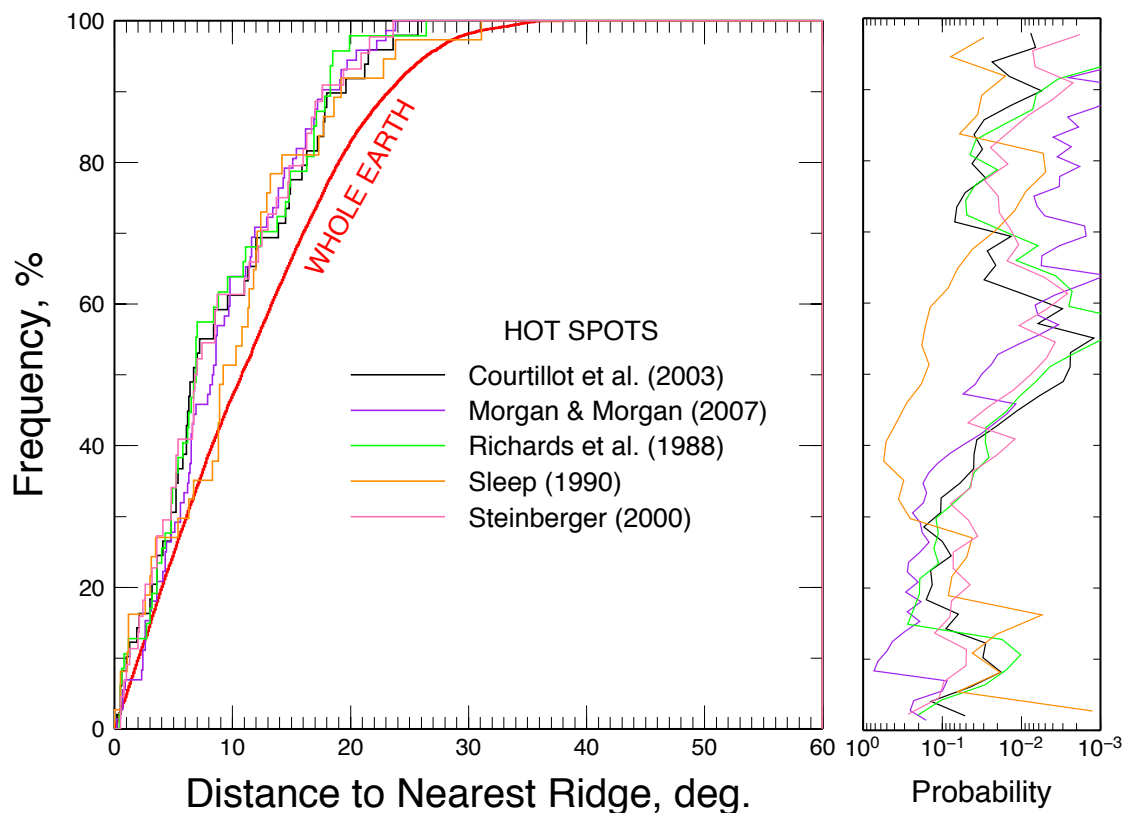 100
80
60
40
20
0
Frequency, %
WHOLE EARTH
HOT SPOTS
Courtillot et al. (2003)
Morgan & Morgan (2007)
Richards et al. (1988)
Sleep (1990)
Steinberger (2000)
0 10 20 30 40 50 60
Distance to Nearest Ridge, deg.
10⁰ 10⁻¹ 10⁻² 10⁻³
Probability